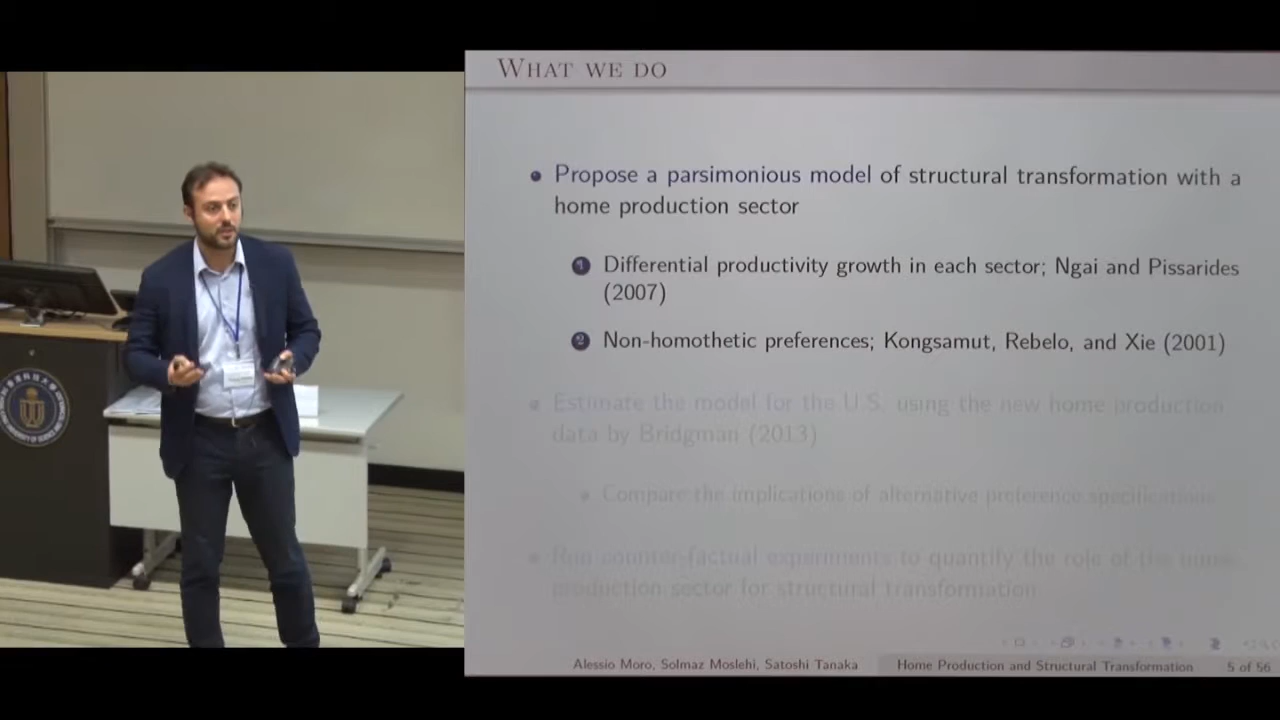 WHAT WE DO
Propose a parsimonious model of structural transformation with a
home production sector
1 Differential productivity growth in each sector; Ngai and Pissarides
(2007)
2 Non-homothetic preferences; Kongsamut, Rebelo, and Xie (2001)
Estimate the model for the U.S. using the new home production
data by Bridgman (2013)
Compare the implications of alternative preference specifications
Run counter-factual experiments to quantify the role of the home
production sector for structural transformation
Alessio Moro, Solmaz Moslehi, Satoshi Tanaka
Home Production and Structural Transformation
5 of 56